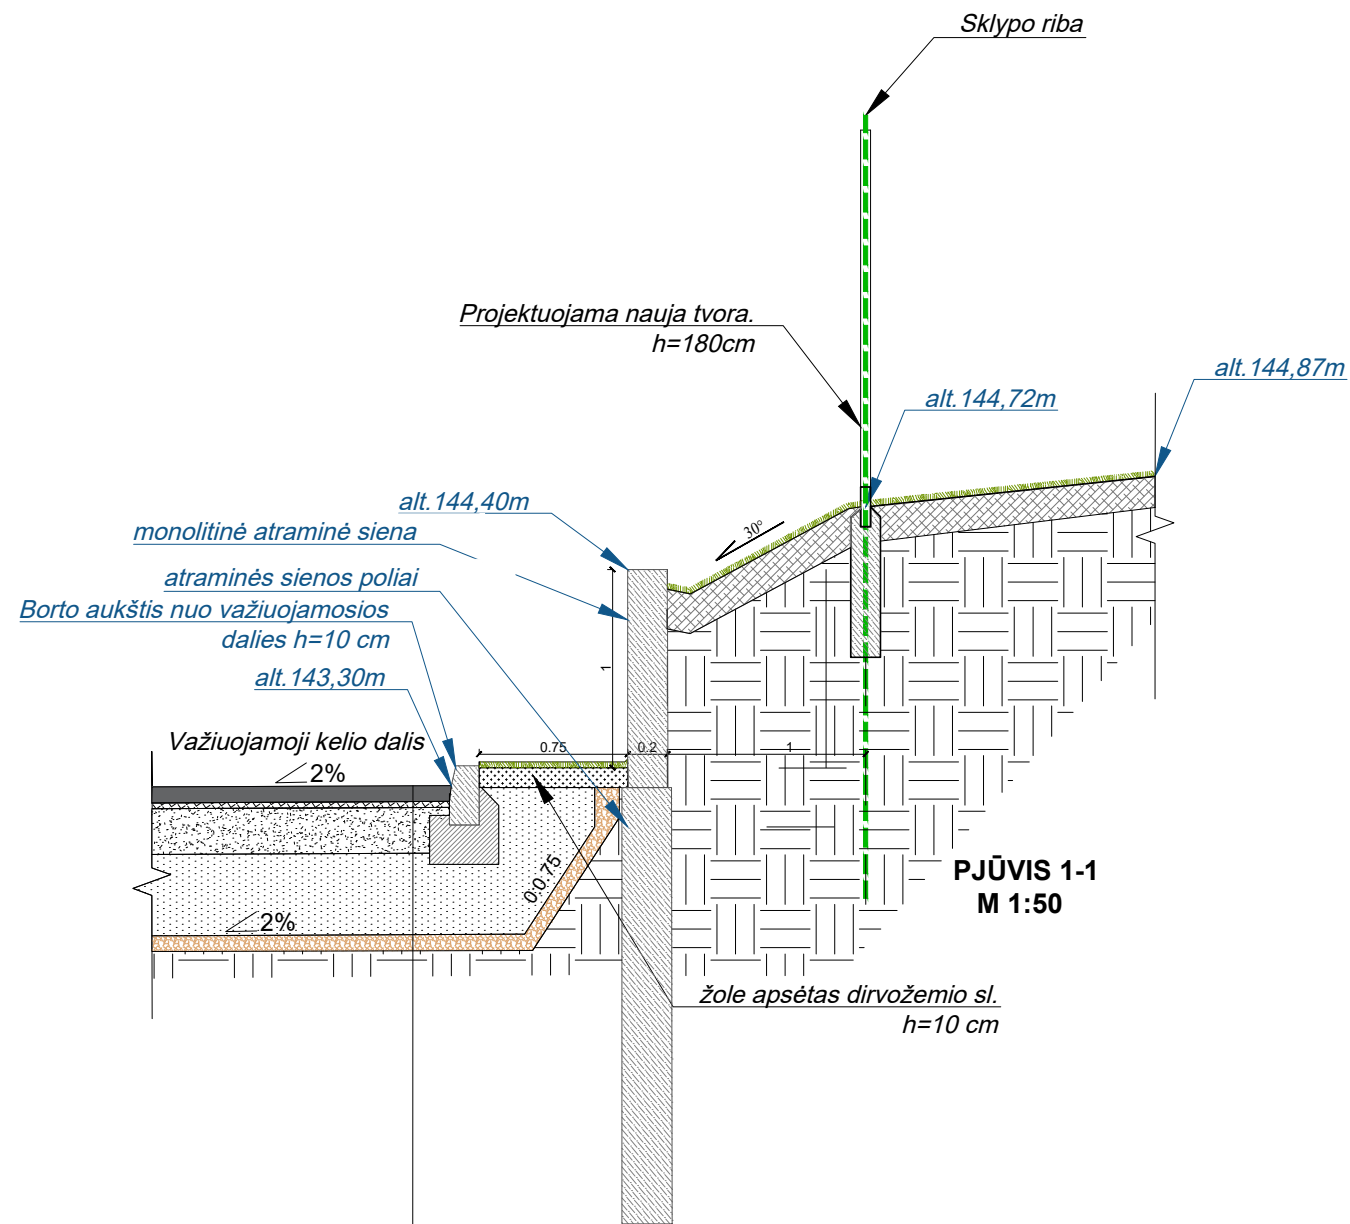 Sklypo riba
Projektuojama nauja tvora.
h=180cm
alt.144,87m
alt.144,72m
alt.144,40m
monolitinė atraminė siena
atraminės sienos poliai
Borto aukštis nuo važiuojamosios
dalies h=10 cm
alt.143,30m
30°
1
Važiuojamoji kelio dalis
2%
0.75
0.2
1
0:0.75
2%
PJŪVIS 1-1
M 1:50
žole apsėtas dirvožemio sl.
h=10 cm